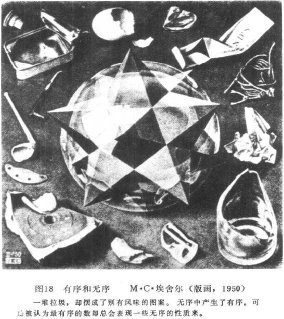 图18 有序和无序 M·C·埃舍尔（版画，1950）
一堆垃圾，却摆成了别有风味的图案。无序中产生了有序。可
被认为最有序的数却总会表现一些无序的性质来。